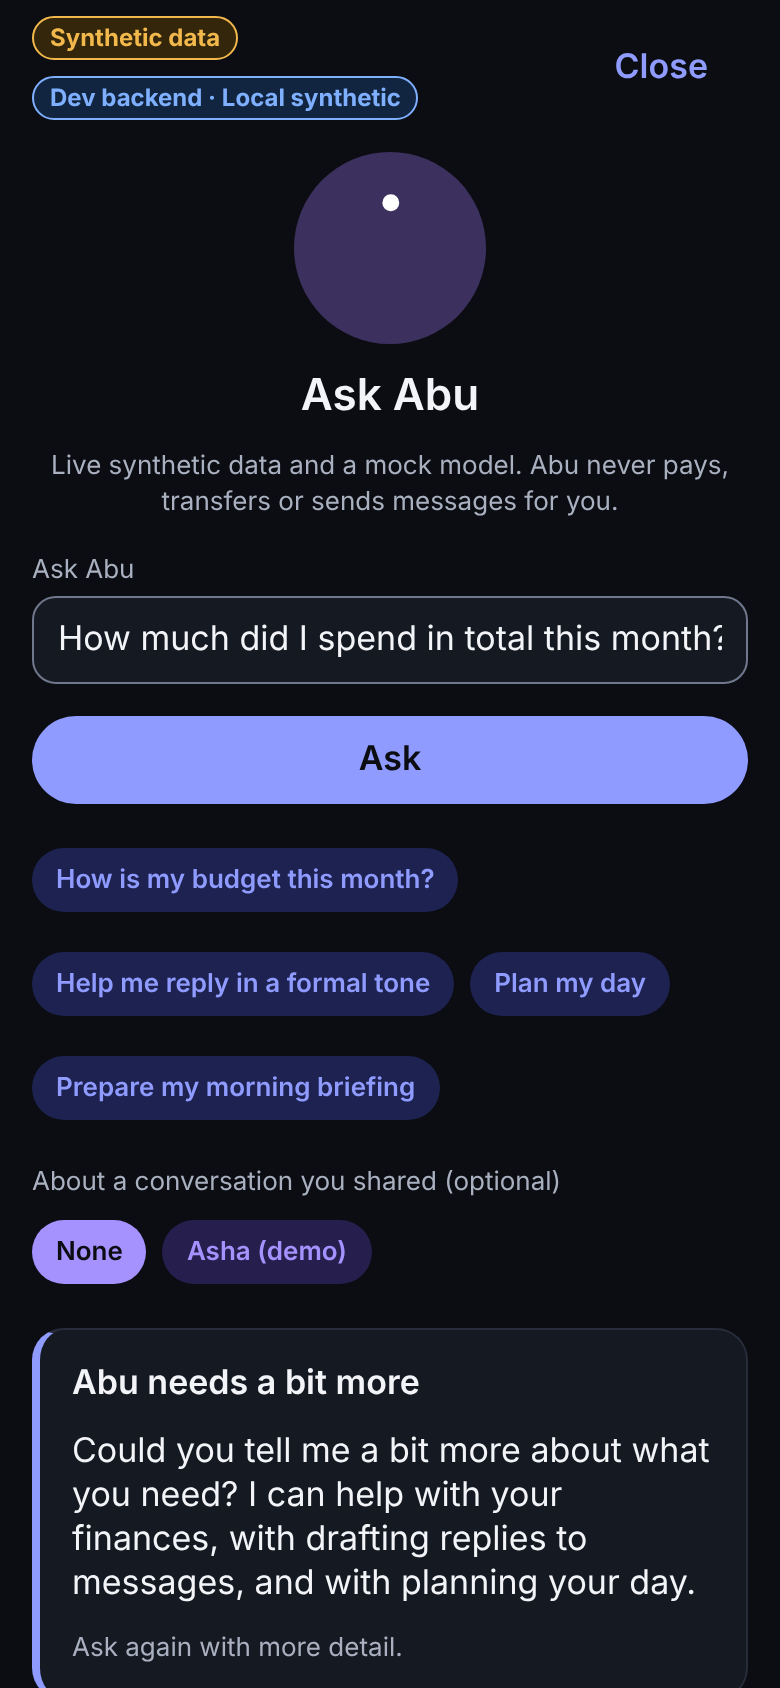 Synthetic data
Close
Dev backend · Local synthetic
Ask Abu
Live synthetic data and a mock model. Abu never pays,
transfers or sends messages for you.
Ask Abu
How much did I spend in total this month?
Ask
How is my budget this month?
Help me reply in a formal tone
Plan my day
Prepare my morning briefing
About a conversation you shared (optional)
None
Asha (demo)
Abu needs a bit more
Could you tell me a bit more about what
you need? I can help with your
finances, with drafting replies to
messages, and with planning your day.
Ask again with more detail.